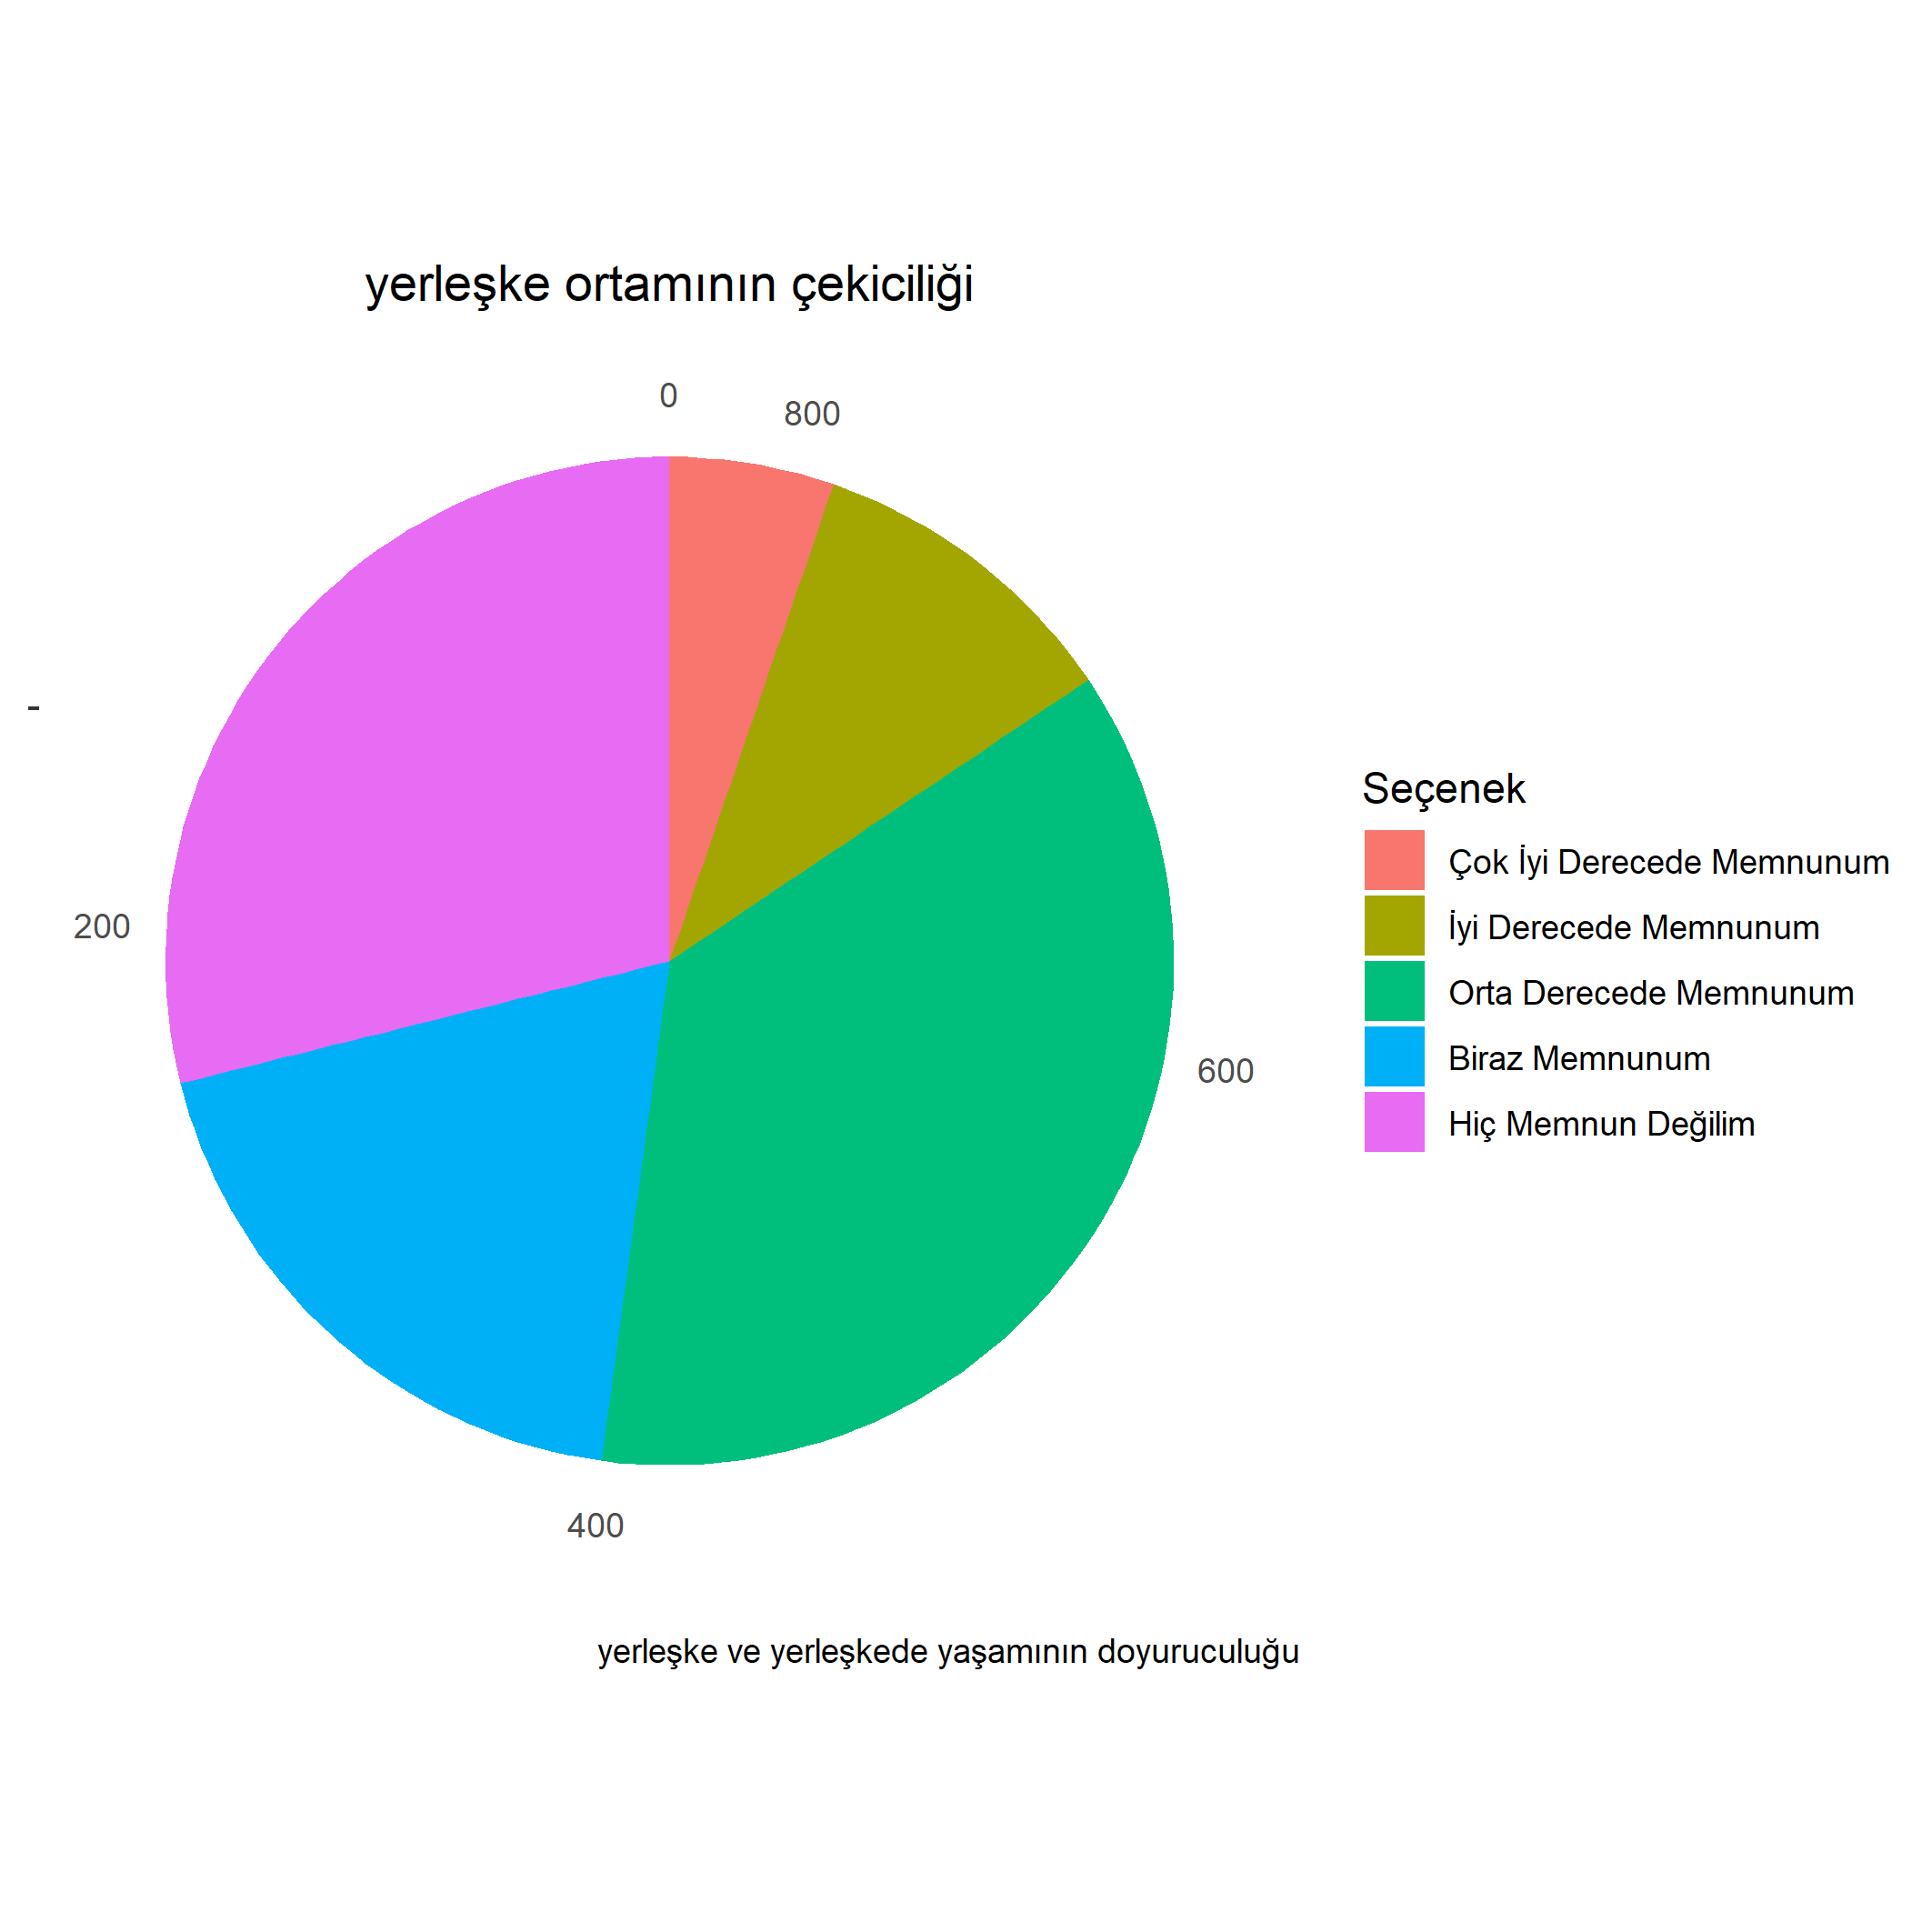 yerleşke ortamının çekiciliği
0
800
-
200
600
400
Seçenek
Çok İyi Derecede Memnunum
İyi Derecede Memnunum
Orta Derecede Memnunum
Biraz Memnunum
Hiç Memnun Değilim
yerleşke ve yerleşkede yaşamının doyuruculuğu